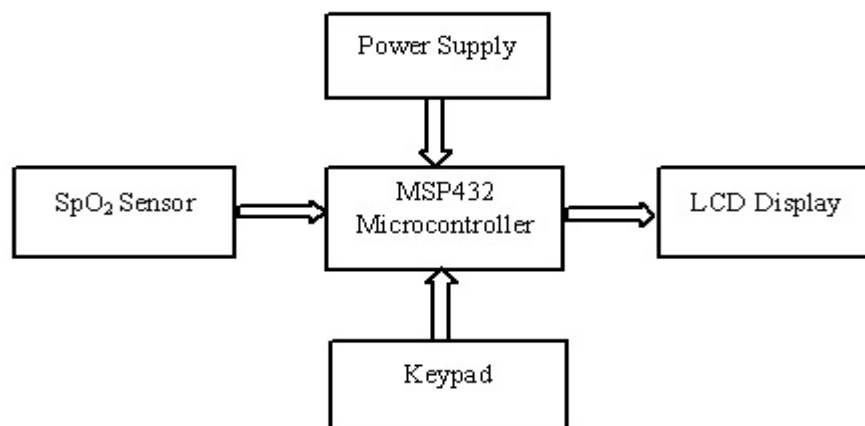 Power Supply
SpO₂ Sensor
MSP432
Microcontroller
LCD Display
Keypad